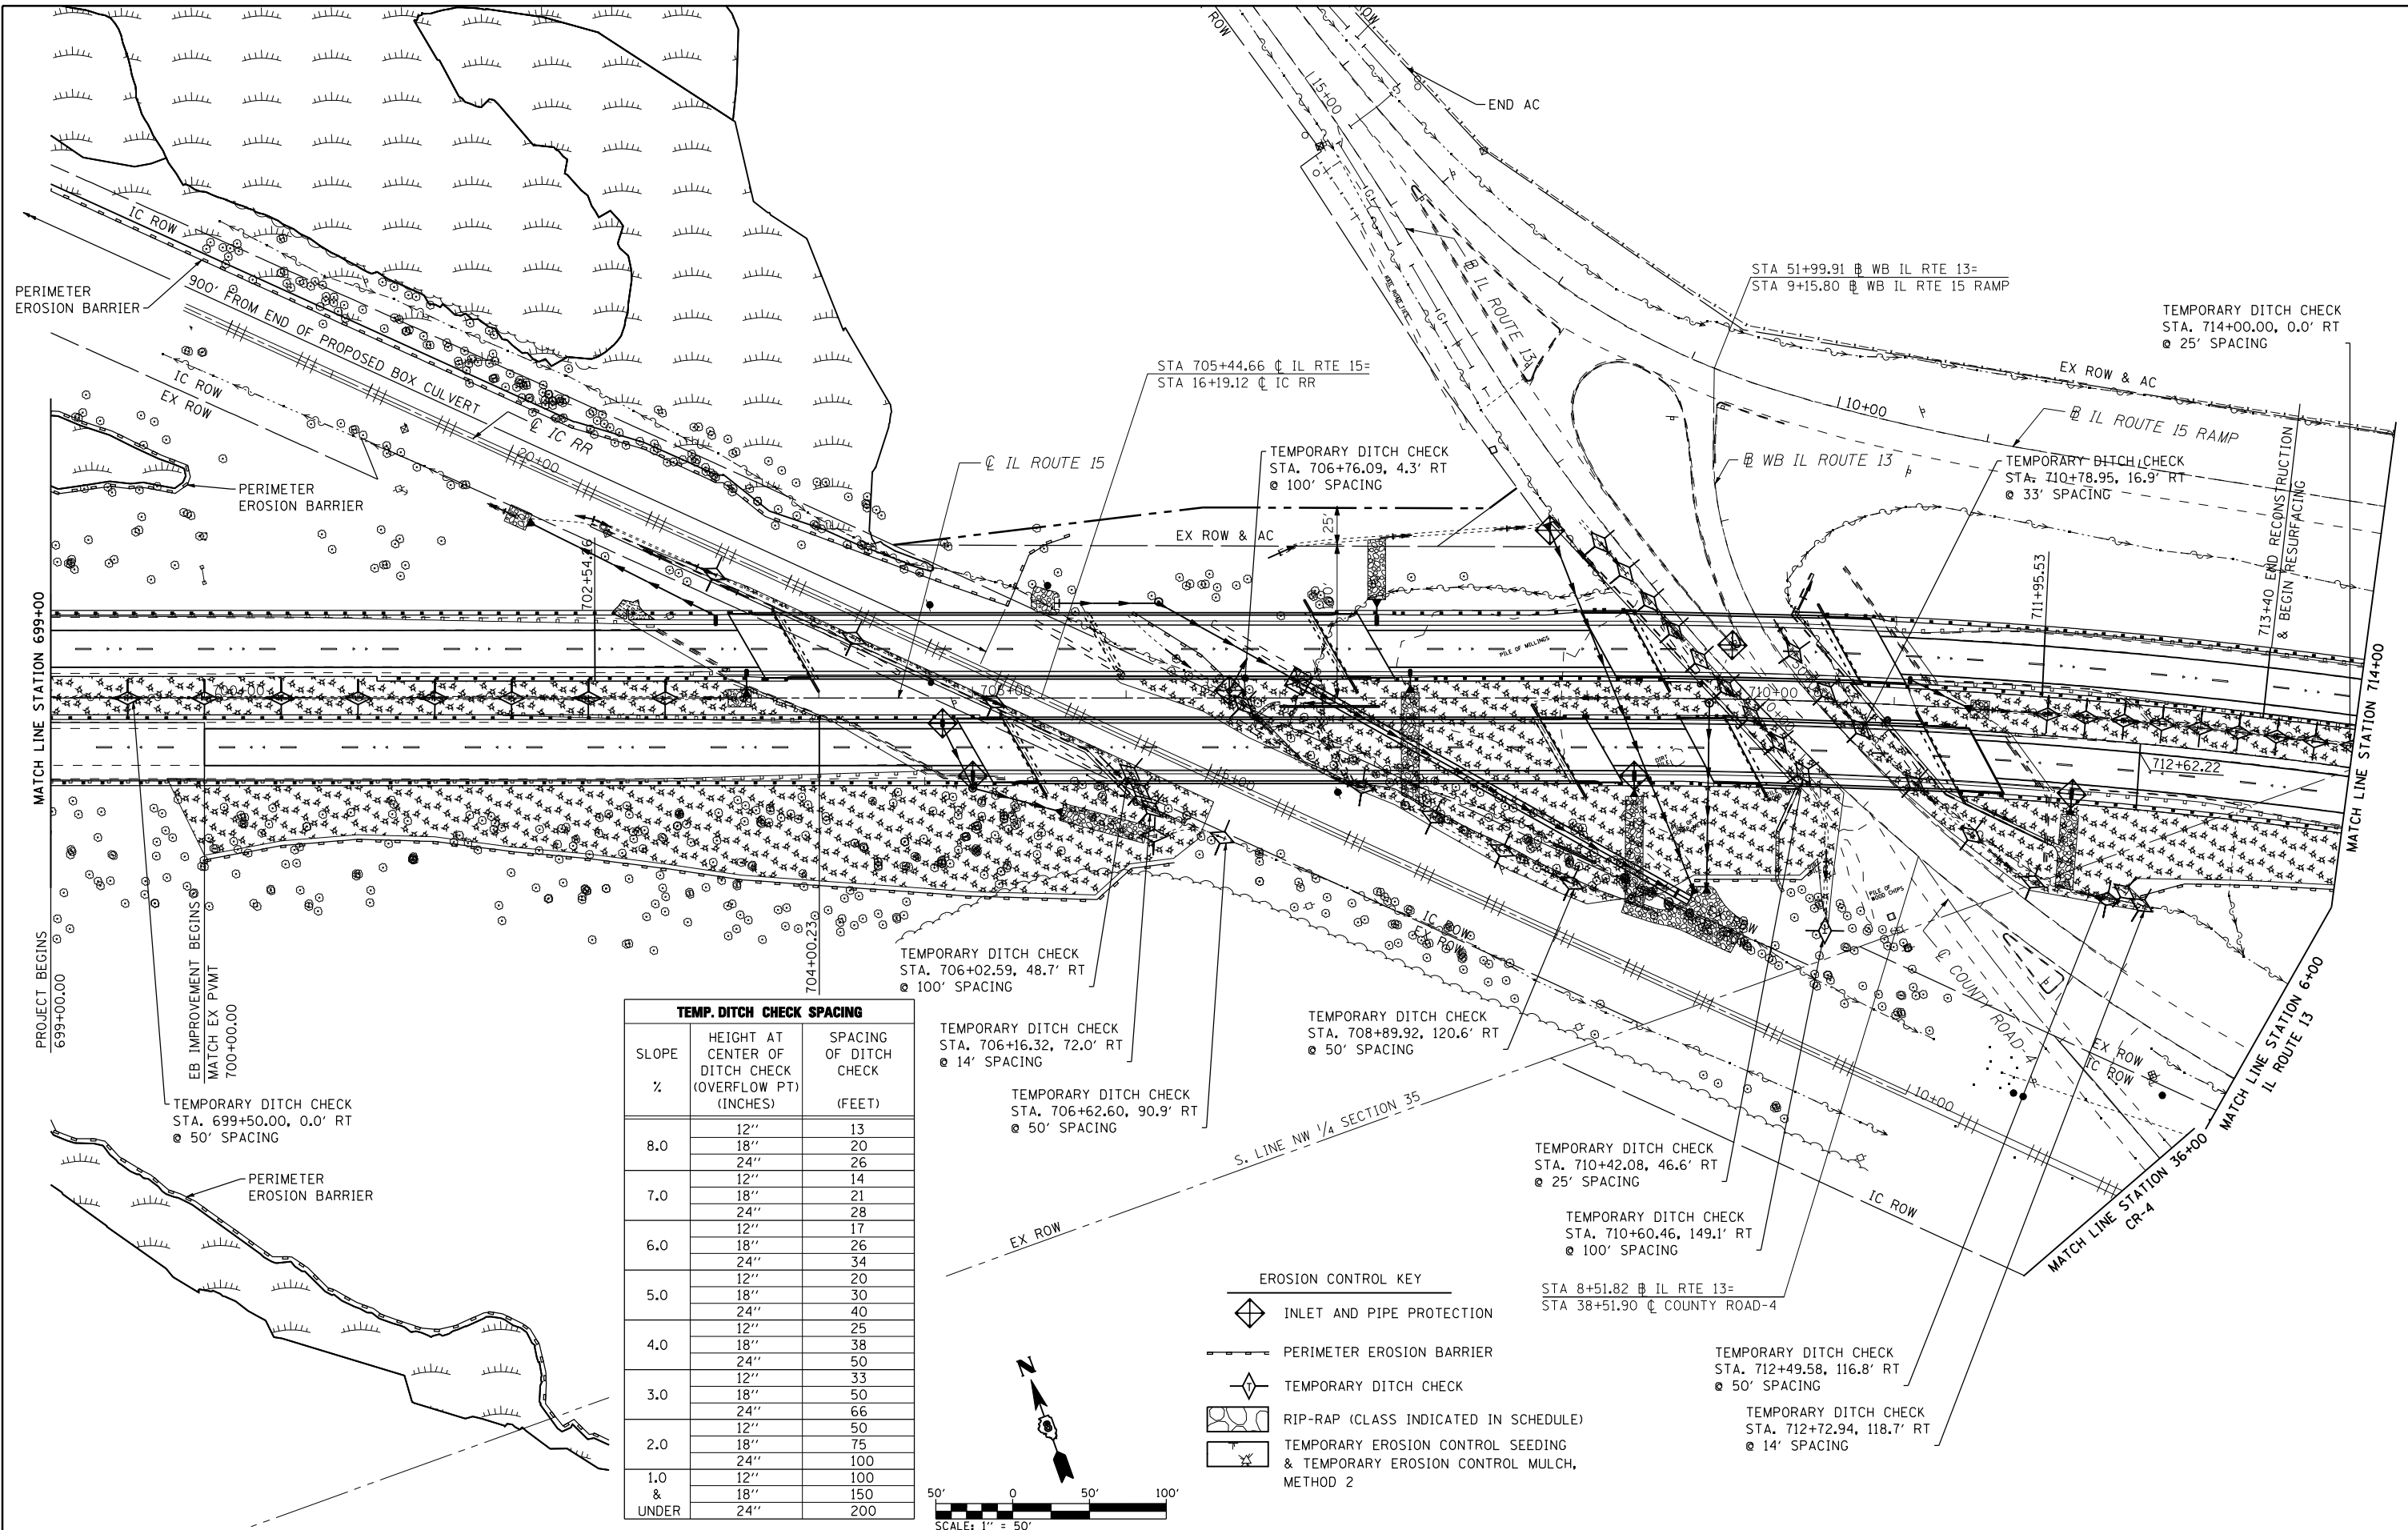 ROW
ROW
15+00
END AC
IC ROW
PERIMETER
EROSION BARRIER
900' FROM END OF PROPOSED BOX CULVERT
IC ROW
EX ROW
℄ IC RR
20+00
PERIMETER
EROSION BARRIER
STA 705+44.66 ℄ IL RTE 15=
STA 16+19.12 ℄ IC RR
℄ IL ROUTE 15
TEMPORARY DITCH CHECK
STA. 706+76.09, 4.3' RT
@ 100' SPACING
EX ROW & AC
25'
IL ROUTE 13
STA 51+99.91 WB IL RTE 13=
STA 9+15.80 WB IL RTE 15 RAMP
TEMPORARY DITCH CHECK
STA. 714+00.00, 0.0' RT
@ 25' SPACING
EX ROW & AC
10+00
IL ROUTE 15 RAMP
WB IL ROUTE 13
TEMPORARY DITCH CHECK
STA. 710+78.95, 16.9' RT
@ 33' SPACING
713+40 END RECONSTRUCTION
& BEGIN RESURFACING
711+95.53
702+54.26
MATCH LINE STATION 699+00
700+00
705+00
710+00
PILE OF MILLINGS
15+00
712+62.22
MATCH LINE STATION 714+00
PROJECT BEGINS
699+00.00
EB IMPROVEMENT BEGINS
MATCH EX PVMT
700+00.00
704+00.23
TEMPORARY DITCH CHECK
STA. 699+50.00, 0.0' RT
@ 50' SPACING
TEMPORARY DITCH CHECK
STA. 706+02.59, 48.7' RT
@ 100' SPACING
TEMPORARY DITCH CHECK
STA. 706+16.32, 72.0' RT
@ 14' SPACING
TEMPORARY DITCH CHECK
STA. 706+62.60, 90.9' RT
@ 50' SPACING
TEMPORARY DITCH CHECK
STA. 708+89.92, 120.6' RT
@ 50' SPACING
IC ROW
EX ROW
PILE OF
WOOD CHIPS
℄ COUNTY ROAD-4
EX ROW
IC ROW
10+00
MATCH LINE STATION 6+00
IL ROUTE 13
MATCH LINE STATION 36+00
CR-4
IC ROW
S. LINE NW 1/4 SECTION 35
EX ROW
TEMPORARY DITCH CHECK
STA. 710+42.08, 46.6' RT
@ 25' SPACING
TEMPORARY DITCH CHECK
STA. 710+60.46, 149.1' RT
@ 100' SPACING
STA 8+51.82 IL RTE 13=
STA 38+51.90 ℄ COUNTY ROAD-4
TEMPORARY DITCH CHECK
STA. 712+49.58, 116.8' RT
@ 50' SPACING
TEMPORARY DITCH CHECK
STA. 712+72.94, 118.7' RT
@ 14' SPACING
PERIMETER
EROSION BARRIER
TEMP. DITCH CHECK SPACING
SLOPE % HEIGHT AT CENTER OF DITCH CHECK (OVERFLOW PT) (INCHES) SPACING OF DITCH CHECK (FEET)
8.0 12'' 13
18'' 20
24'' 26
7.0 12'' 14
18'' 21
24'' 28
6.0 12'' 17
18'' 26
24'' 34
5.0 12'' 20
18'' 30
24'' 40
4.0 12'' 25
18'' 38
24'' 50
3.0 12'' 33
18'' 50
24'' 66
2.0 12'' 50
18'' 75
24'' 100
1.0 & UNDER 12'' 100
18'' 150
24'' 200
N
50' 0 50' 100'
SCALE: 1'' = 50'
EROSION CONTROL KEY
INLET AND PIPE PROTECTION
PERIMETER EROSION BARRIER
TEMPORARY DITCH CHECK
RIP-RAP (CLASS INDICATED IN SCHEDULE)
TEMPORARY EROSION CONTROL SEEDING
& TEMPORARY EROSION CONTROL MULCH,
METHOD 2